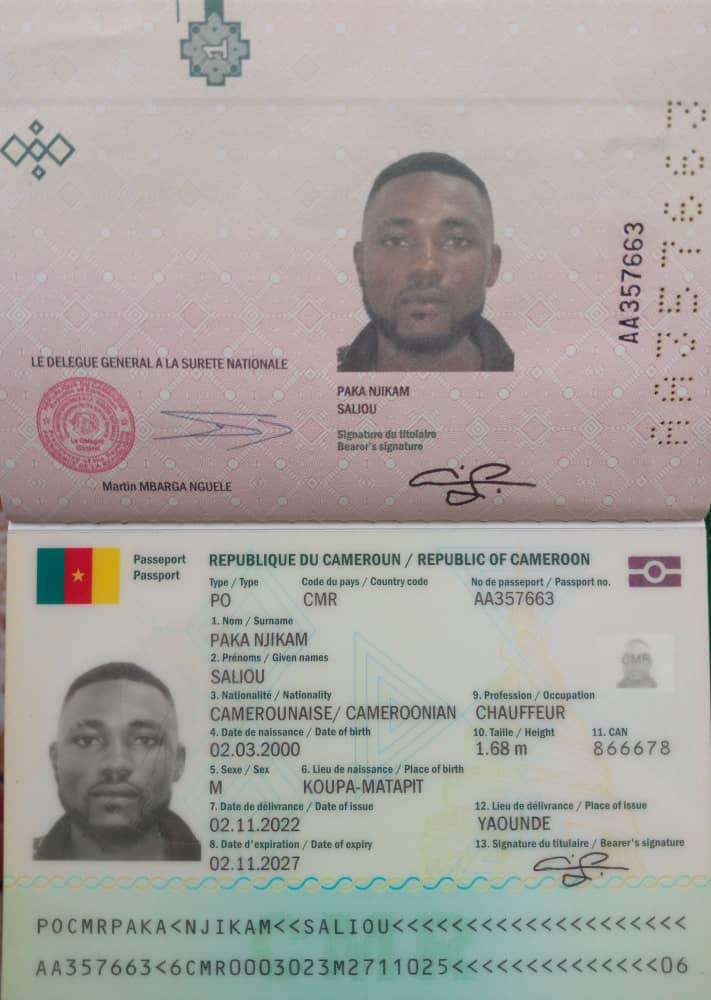 1
AA357663
AA357663
LE DELEGUE GENERAL A LA SURETE NATIONALE
Le Délégué
Général
Martin MBARGA NGUELE
PAKA NJIKAM
SALIOU
Signature du titulaire
Bearer's signature
Passeport
Passport
REPUBLIQUE DU CAMEROUN / REPUBLIC OF CAMEROON
Type / Type Code du pays / Country code No de passeport / Passport no.
PO CMR AA357663
1. Nom / Surname
PAKA NJIKAM
2. Prénoms / Given names
SALIOU
CMR
3. Nationalité / Nationality 9. Profession / Occupation
CAMEROUNAISE/ CAMEROONIAN CHAUFFEUR
4. Date de naissance / Date of birth 10. Taille / Height 11. CAN
02.03.2000 1.68 m 866678
5. Sexe / Sex 6. Lieu de naissance / Place of birth
M KOUPA-MATAPIT
7. Date de délivrance / Date of issue 12. Lieu de délivrance / Place of issue
02.11.2022 YAOUNDE
8. Date d'expiration / Date of expiry 13. Signature du titulaire / Bearer's signature
02.11.2027
POCMRPAKA<NJIKAM<<SALIOU<<<<<<<<<<<<<<<<<<<<
AA357663<6CMR0003023M2711025<<<<<<<<<<<<<<06